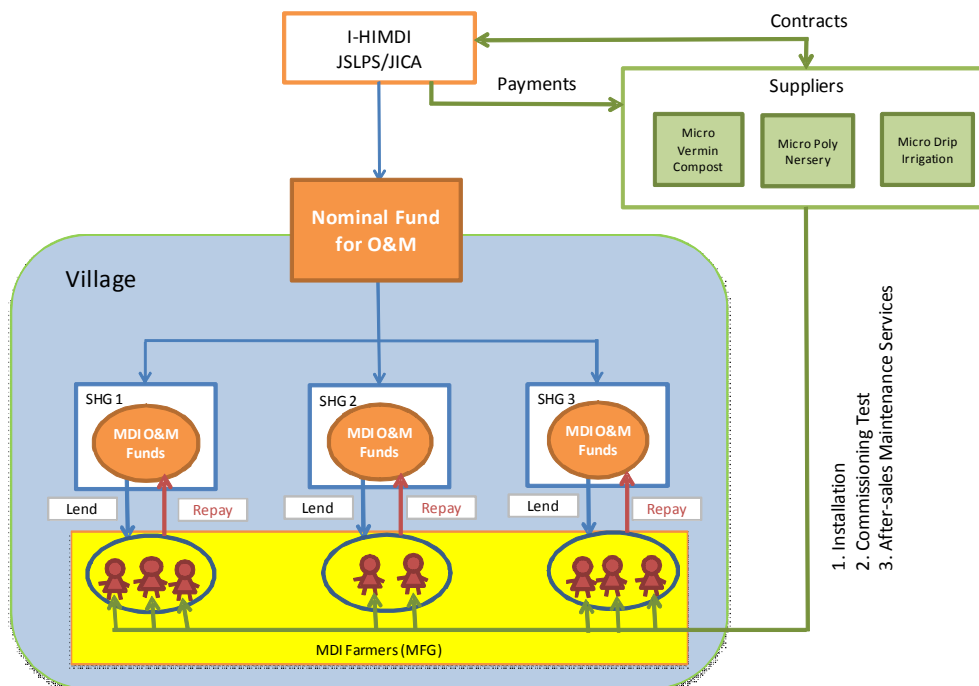 I-HIMDI
JSLPS/JICA
Contracts
Payments
Suppliers
Micro
Vermin
Compost
Micro Poly
Nersery
Micro Drip
Irrigation
Nominal Fund
for O&M
Village
SHG 1
MDI O&M
Funds
SHG 2
MDI O&M
Funds
SHG 3
MDI O&M
Funds
Lend
Repay
Lend
Repay
Lend
Repay
MDI Farmers (MFG)
1. Installation
2. Commissioning Test
3. After-sales Maintenance Services